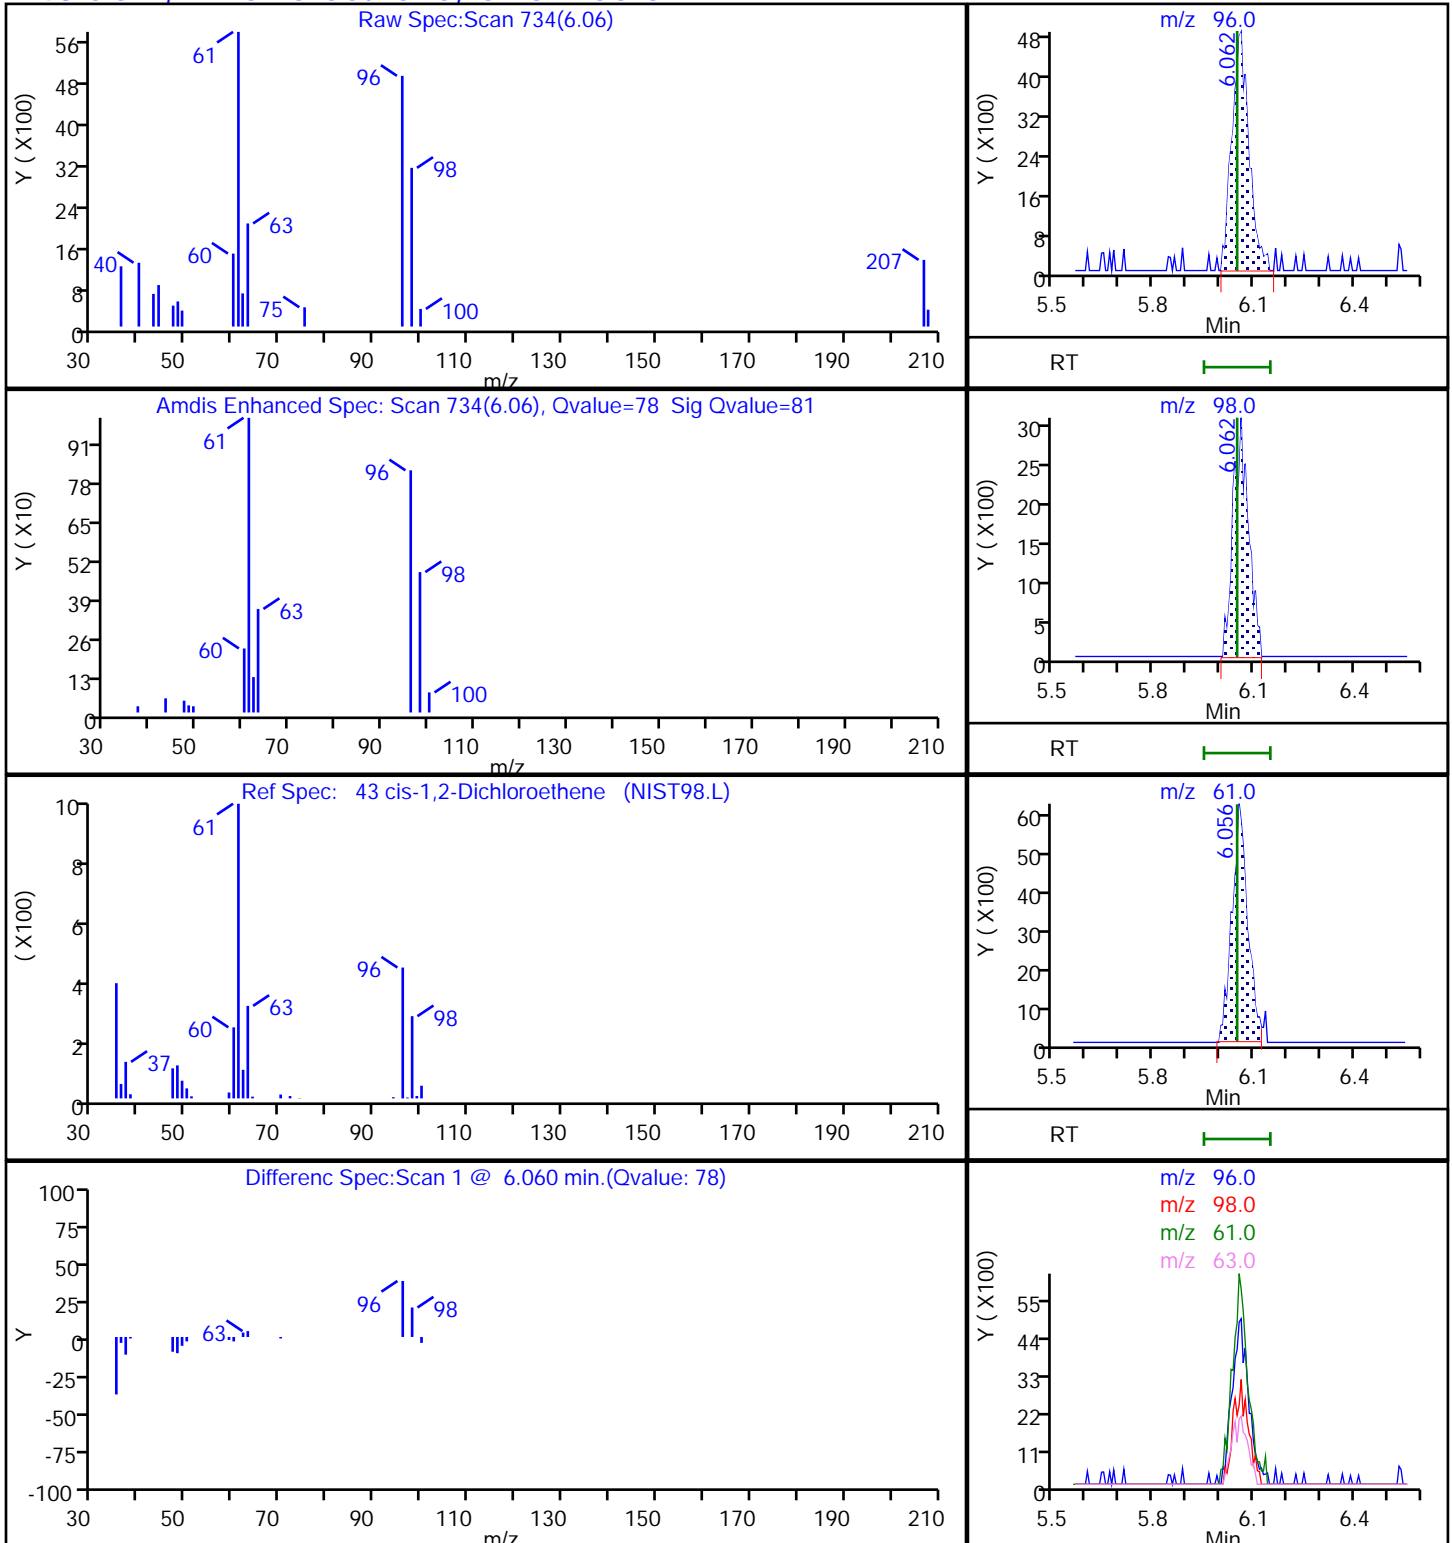 Raw Spec:Scan 734(6.06)
Y ( X100)
56
48
40
32
24
16
8
0
61
96
98
63
60
40
75
100
207
30 50 70 90 110 130 150 170 190 210
m/z
m/z 96.0
Y ( X100)
48
40
32
24
16
8
0
6.062
5.5 5.8 6.1 6.4
Min
RT
Amdis Enhanced Spec: Scan 734(6.06), Qvalue=78 Sig Qvalue=81
Y ( X10)
91
78
65
52
39
26
13
0
61
96
98
63
60
100
30 50 70 90 110 130 150 170 190 210
m/z
m/z 98.0
Y ( X100)
30
25
20
15
10
5
0
6.062
5.5 5.8 6.1 6.4
Min
RT
Ref Spec: 43 cis-1,2-Dichloroethene (NIST98.L)
( X100)
10
8
6
4
2
0
61
96
98
63
60
37
30 50 70 90 110 130 150 170 190 210
m/z 61.0
Y ( X100)
60
50
40
30
20
10
0
6.056
5.5 5.8 6.1 6.4
Min
RT
Differenc Spec:Scan 1 @ 6.060 min.(Qvalue: 78)
Y
100
75
50
25
0
-25
-50
-75
-100
96
98
63
30 50 70 90 110 130 150 170 190 210
m/z
m/z 96.0
m/z 98.0
m/z 61.0
m/z 63.0
Y ( X100)
55
44
33
22
11
0
5.5 5.8 6.1 6.4
Min